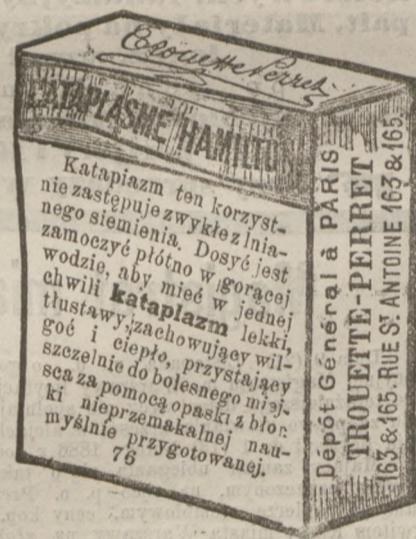 Trouette Perret
CATAPLASME HAMILTON
Katapiazm ten korzyst-
nie zastępuje zwykłe z lnia-
nego siemienia. Dosyć jest
zamoczyć płótno w gorącej
wodzie, aby mieć w jednej
chwili kataplazm lekki,
tłustawy, zachowujący wil-
goć i ciepło, przystający
szczelnie do bolesnego miej-
sca za pomocą opaski z błon
ki nieprzemakalnej nau-
myślnie przygotowanej.
76
Dépôt Général à PARIS
TROUETTE-PERRET
163 & 165, RUE St. ANTOINE 163 & 165